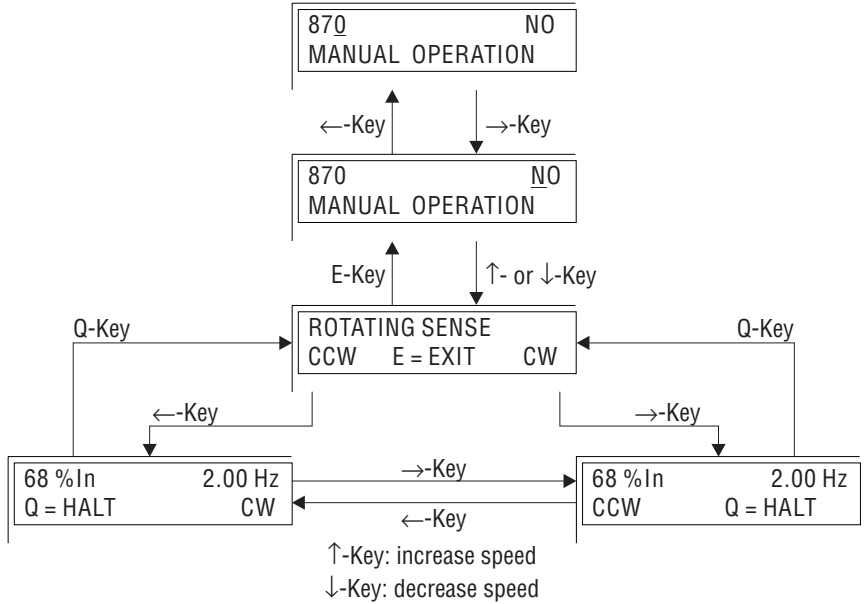 870 NO
MANUAL OPERATION
←-Key →-Key
870 NO
MANUAL OPERATION
E-Key ↑- or ↓-Key
Q-Key
ROTATING SENSE
CCW E = EXIT CW
Q-Key
←-Key →-Key
68 %In 2.00 Hz
Q = HALT CW
→-Key
←-Key
68 %In 2.00 Hz
CCW Q = HALT
↑-Key: increase speed
↓-Key: decrease speed